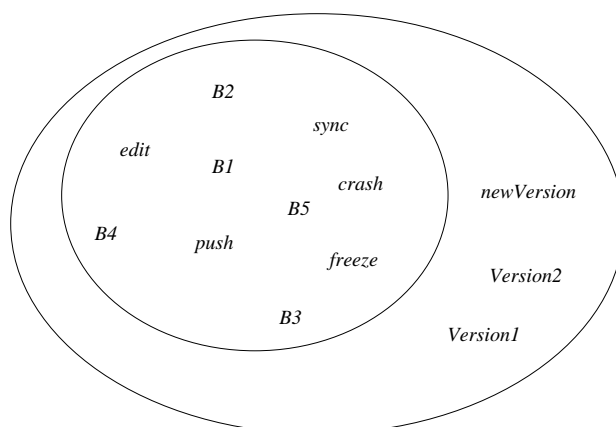 B2
sync
edit
B1
crash
newVersion
B5
B4
push
freeze
Version2
B3
Version1